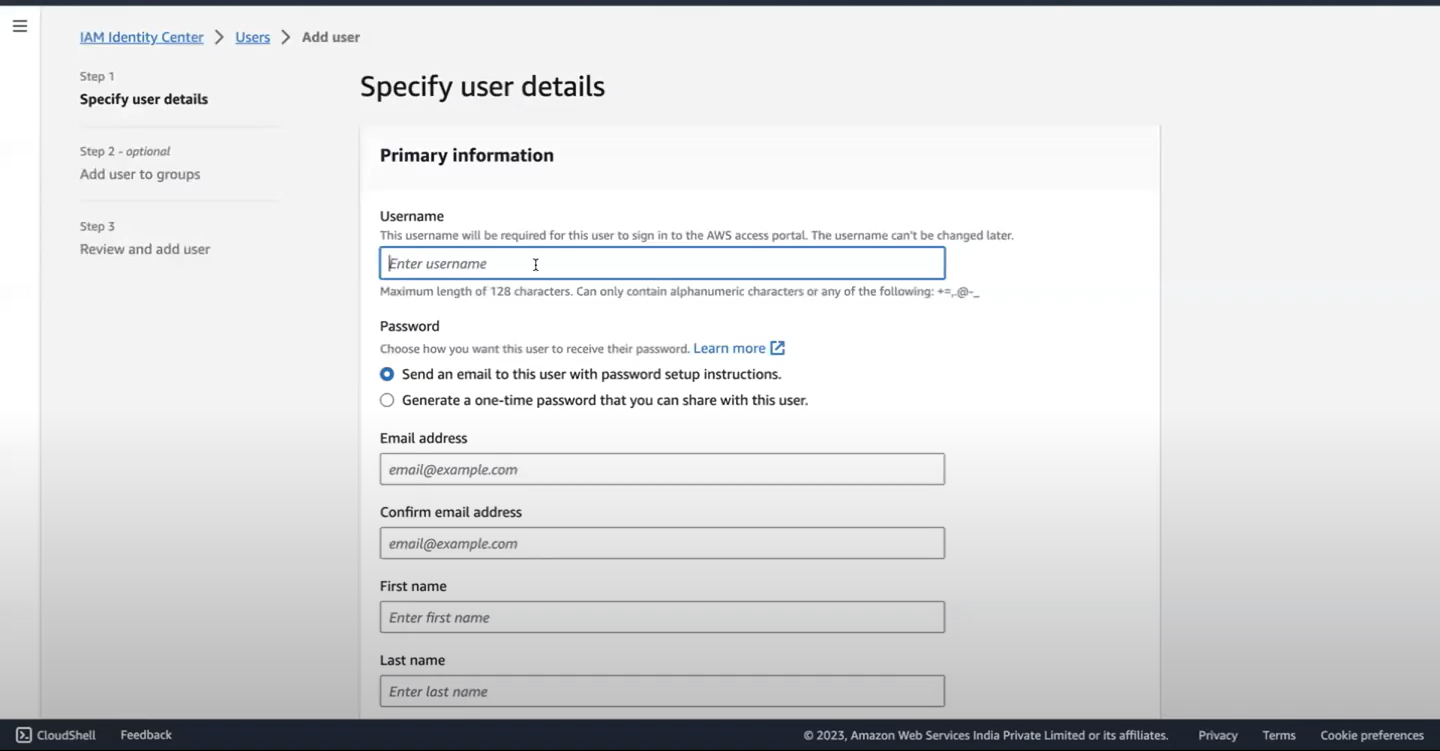 IAM Identity Center > Users > Add user
Step 1
Specify user details
Step 2 - optional
Add user to groups
Step 3
Review and add user
Specify user details
Primary information
Username
This username will be required for this user to sign in to the AWS access portal. The username can't be changed later.
Enter username
Maximum length of 128 characters. Can only contain alphanumeric characters or any of the following: +=,.@-_
Password
Choose how you want this user to receive their password. Learn more
Send an email to this user with password setup instructions.
Generate a one-time password that you can share with this user.
Email address
email@example.com
Confirm email address
email@example.com
First name
Enter first name
Last name
Enter last name
CloudShell Feedback © 2023, Amazon Web Services India Private Limited or its affiliates. Privacy Terms Cookie preferences